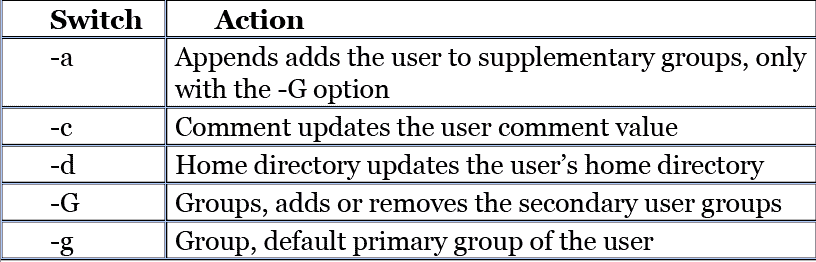 Switch Action
-a Appends adds the user to supplementary groups, only
with the -G option
-c Comment updates the user comment value
-d Home directory updates the user’s home directory
-G Groups, adds or removes the secondary user groups
-g Group, default primary group of the user